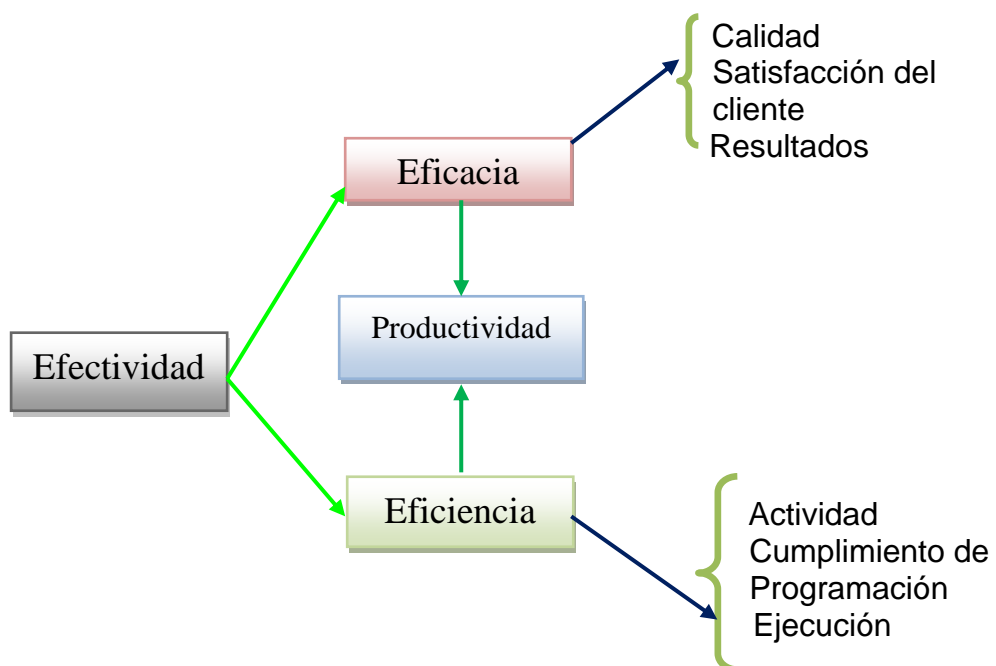 Calidad
Satisfacción del
cliente
Resultados
Eficacia
Productividad
Efectividad
Eficiencia
Actividad
Cumplimiento de
Programación
Ejecución